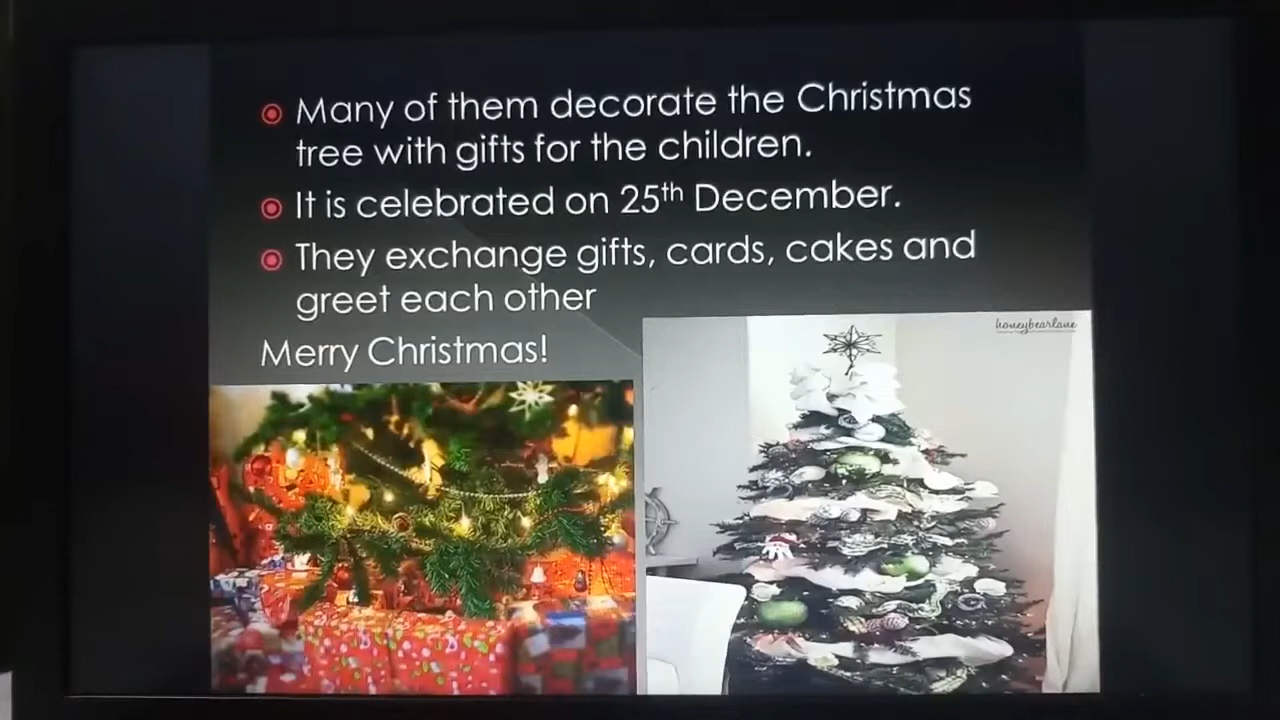 Many of them decorate the Christmas
tree with gifts for the children.
It is celebrated on 25th December.
They exchange gifts, cards, cakes and
greet each other
Merry Christmas!
honeybearlane